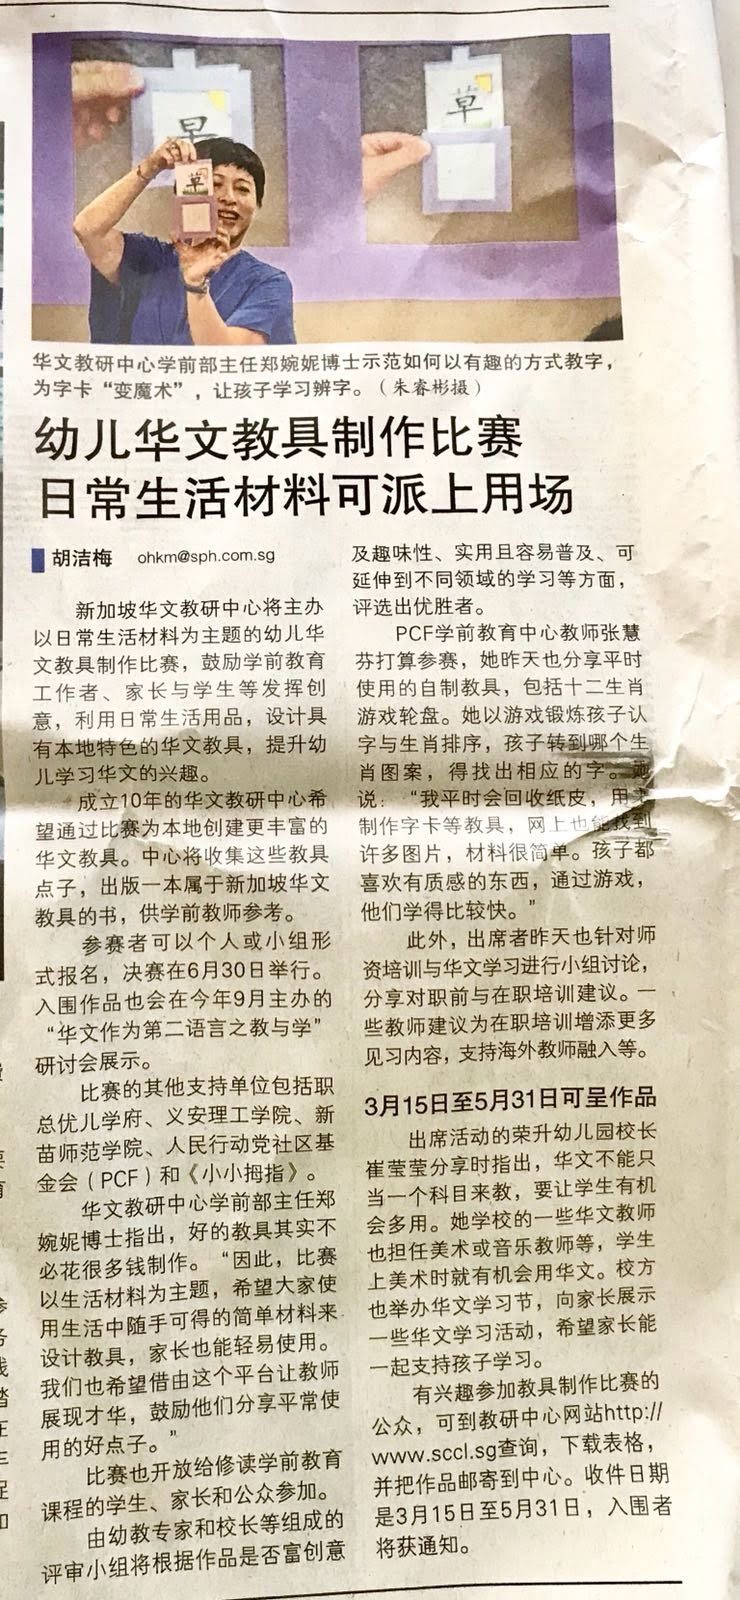 早
草
草
华文教研中心学前部主任郑婉妮博士示范如何以有趣的方式教字，
为字卡“变魔术”，让孩子学习辨字。（朱睿彬摄）
幼儿华文教具制作比赛
日常生活材料可派上用场
胡洁梅 ohkm@sph.com.sg
新加坡华文教研中心将主办
以日常生活材料为主题的幼儿华
文教具制作比赛，鼓励学前教育
工作者、家长与学生等发挥创
意，利用日常生活用品，设计具
有本地特色的华文教具，提升幼
儿学习华文的兴趣。
成立10年的华文教研中心希
望通过比赛为本地创建更丰富的
华文教具。中心将收集这些教具
点子，出版一本属于新加坡华文
教具的书，供学前教师参考。
参赛者可以个人或小组形
式报名，决赛在6月30日举行。
入围作品也会在今年9月主办的
“华文作为第二语言之教与学”
研讨会展示。
比赛的其他支持单位包括职
总优儿学府、义安理工学院、新
苗师范学院、人民行动党社区基
金会（PCF）和《小小拇指》。
华文教研中心学前部主任郑
婉妮博士指出，好的教具其实不
必花很多钱制作。“因此，比赛
以生活材料为主题，希望大家使
用生活中随手可得的简单材料来
设计教具，家长也能轻易使用。
我们也希望借由这个平台让教师
展现才华，鼓励他们分享平常使
用的好点子。”
比赛也开放给修读学前教育
课程的学生、家长和公众参加。
由幼教专家和校长等组成的
评审小组将根据作品是否富创意
及趣味性、实用且容易普及、可
延伸到不同领域的学习等方面，
评选出优胜者。
PCF学前教育中心教师张慧
芬打算参赛，她昨天也分享平时
使用的自制教具，包括十二生肖
游戏轮盘。她以游戏锻炼孩子认
字与生肖排序，孩子转到哪个生
肖图案，得找出相应的字。她
说：“我平时会回收纸皮，用来
制作字卡等教具，网上也能找到
许多图片，材料很简单。孩子都
喜欢有质感的东西，通过游戏，
他们学得比较快。”
此外，出席者昨天也针对师
资培训与华文学习进行小组讨论，
分享对职前与在职培训建议。一
些教师建议为在职培训增添更多
见习内容，支持海外教师融入等。
3月15日至5月31日可呈作品
出席活动的荣升幼儿园校长
崔莹莹分享时指出，华文不能只
当一个科目来教，要让学生有机
会多用。她学校的一些华文教师
也担任美术或音乐教师等，学生
上美术时就有机会用华文。校方
也举办华文学习节，向家长展示
一些华文学习活动，希望家长能
一起支持孩子学习。
有兴趣参加教具制作比赛的
公众，可到教研中心网站http://
www.sccl.sg查询，下载表格，
并把作品邮寄到中心。收件日期
是3月15日至5月31日，入围者
将获通知。